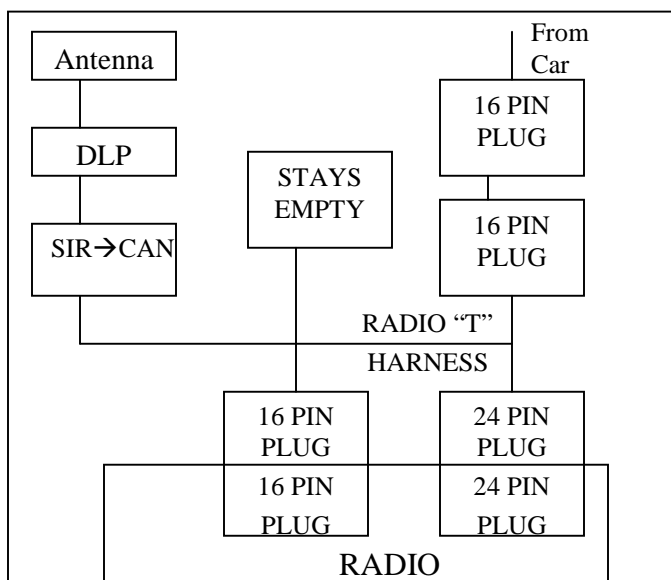 Antenna
DLP
SIR→CAN
STAYS
EMPTY
From
Car
16 PIN
PLUG
16 PIN
PLUG
RADIO “T”
HARNESS
16 PIN
PLUG
24 PIN
PLUG
16 PIN
PLUG
24 PIN
PLUG
RADIO